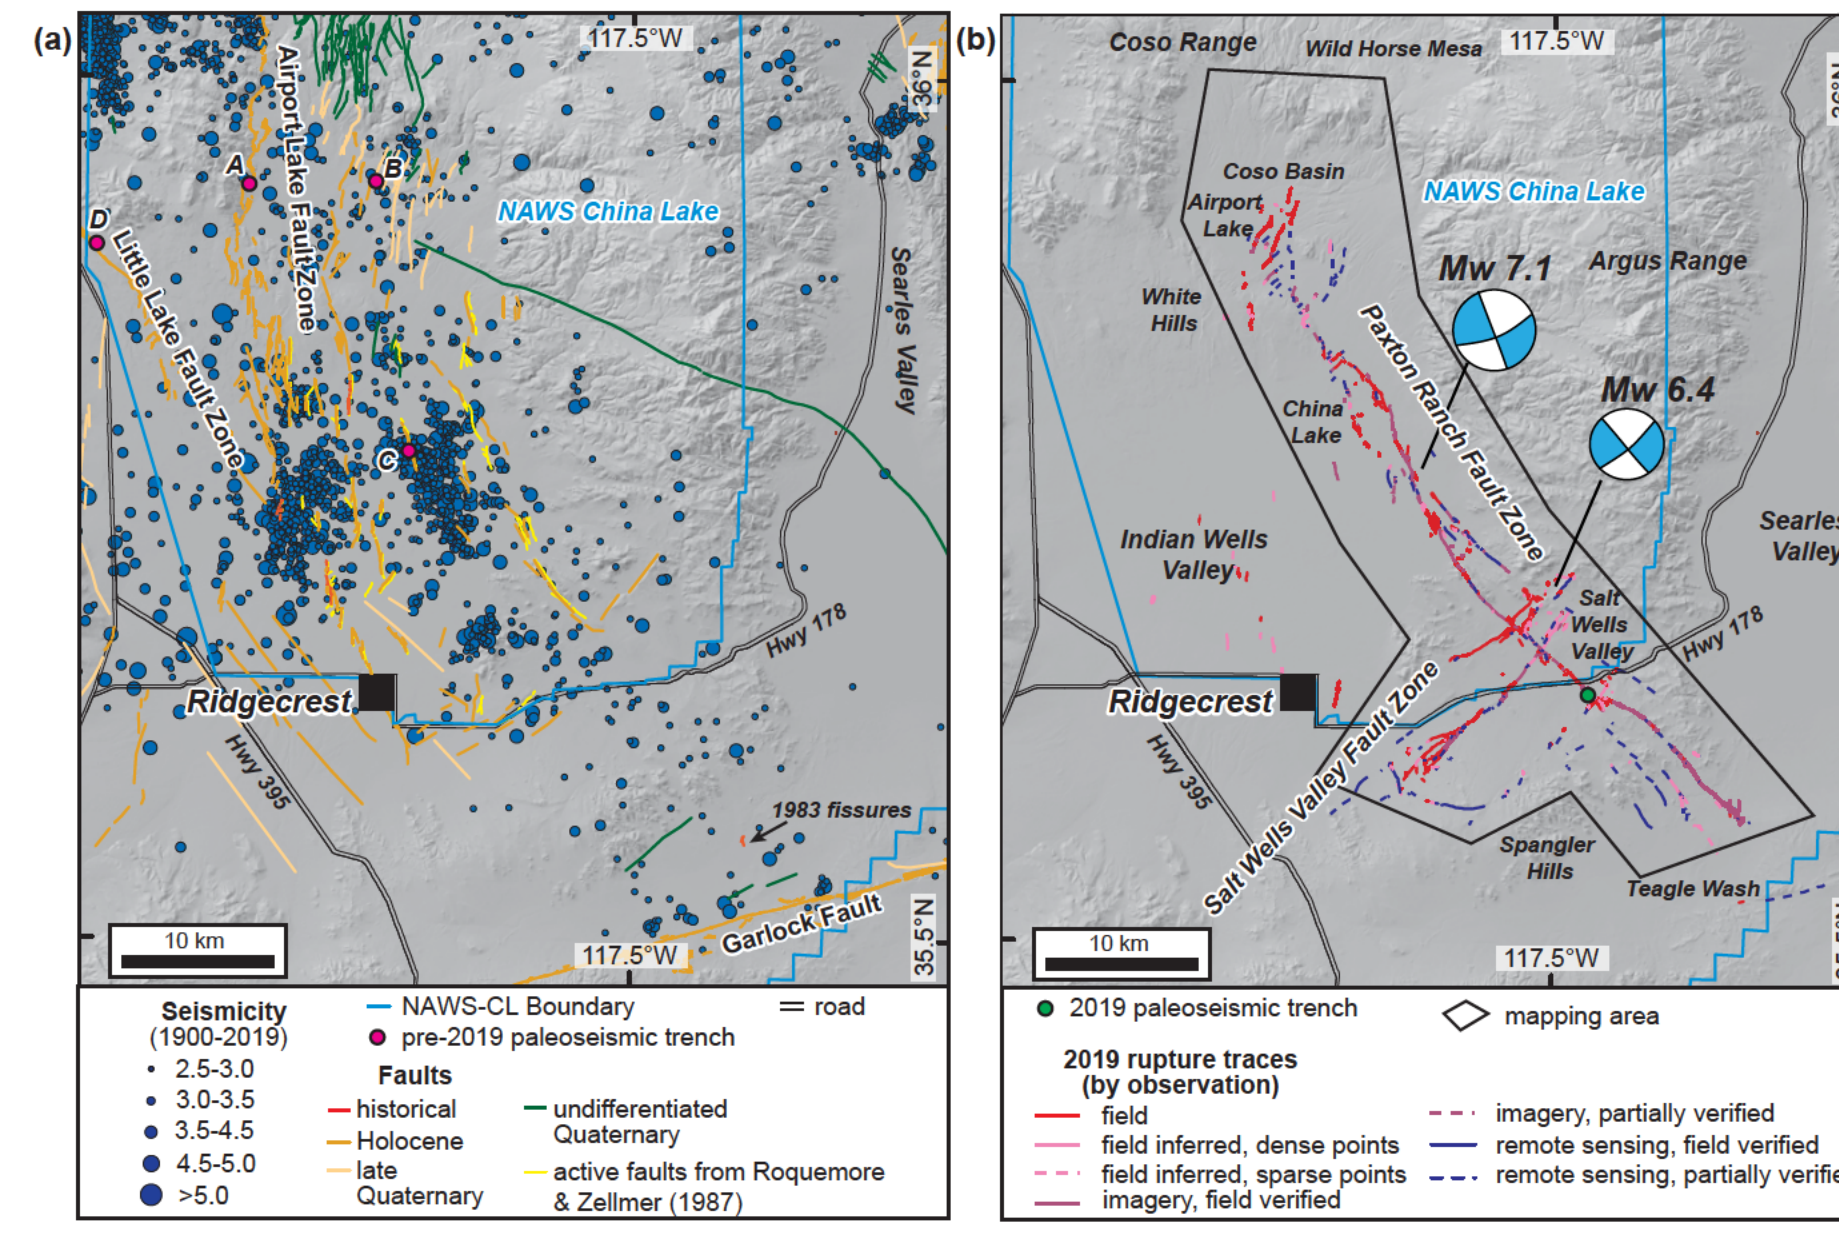 (a)
117.5°W
36°N
Airport Lake Fault Zone
A
B
D
NAWS China Lake
Little Lake Fault Zone
Searles Valley
C
Hwy 178
Ridgecrest
Hwy 395
1983 fissures
Garlock Fault
35.5°N
10 km
117.5°W
Seismicity
(1900-2019)
2.5-3.0
3.0-3.5
3.5-4.5
4.5-5.0
>5.0
NAWS-CL Boundary
road
pre-2019 paleoseismic trench
Faults
historical
Holocene
late
Quaternary
undifferentiated
Quaternary
active faults from Roquemore
& Zellmer (1987)
(b)
Coso Range
Wild Horse Mesa
117.5°W
Coso Basin
Airport
Lake
NAWS China Lake
Mw 7.1
Argus Range
White
Hills
Paxton Ranch Fault Zone
Mw 6.4
China
Lake
Indian Wells
Valley
Searles
Valley
Salt
Wells
Valley
Hwy 178
Ridgecrest
Salt Wells Valley Fault Zone
Hwy 395
Spangler
Hills
Teagle Wash
10 km
117.5°W
2019 paleoseismic trench
mapping area
2019 rupture traces
(by observation)
field
field inferred, dense points
field inferred, sparse points
imagery, field verified
imagery, partially verified
remote sensing, field verified
remote sensing, partially verifie